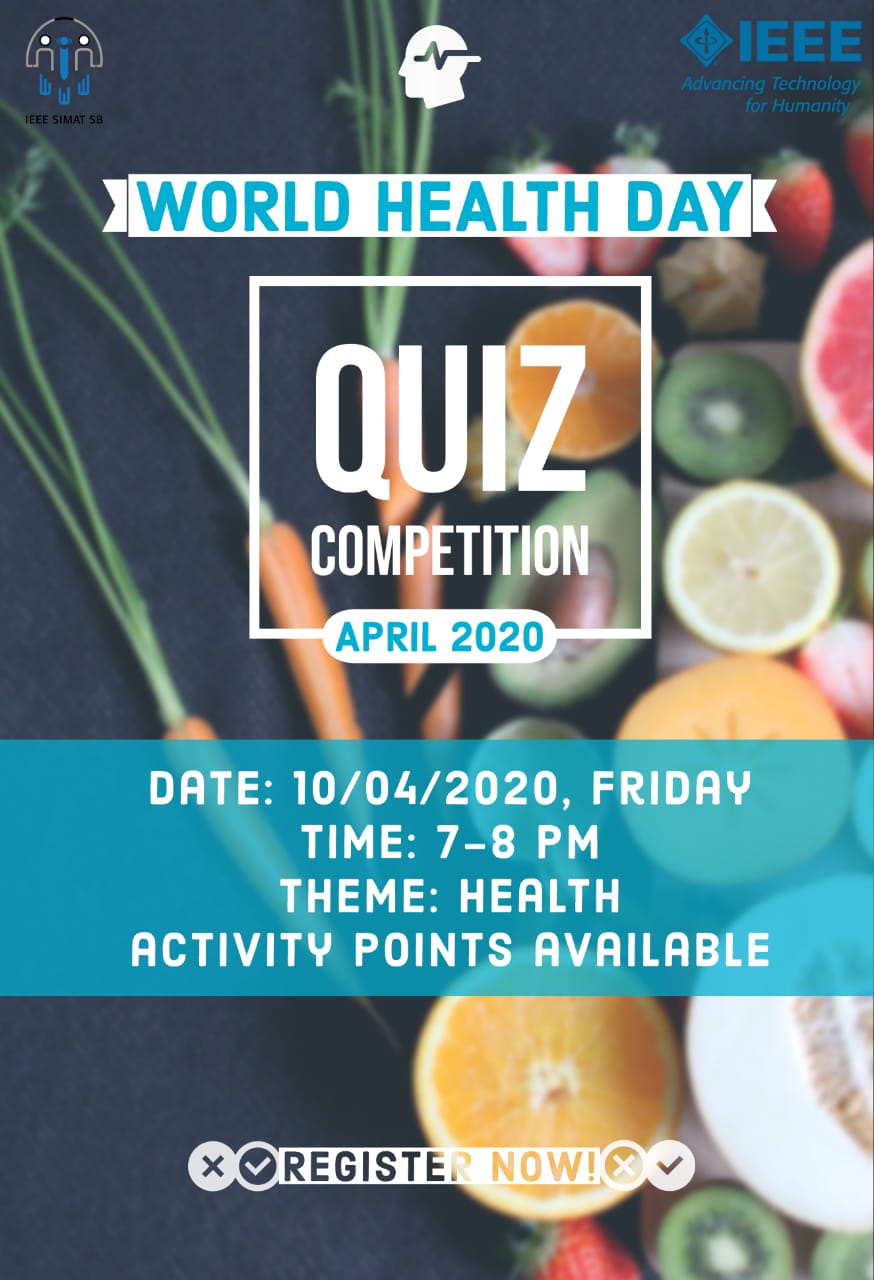 IEEE SIMAT SB
IEEE
Advancing Technology
for Humanity
WORLD HEALTH DAY
QUIZ
COMPETITION
APRIL 2020
DATE: 10/04/2020, FRIDAY
TIME: 7-8 PM
THEME: HEALTH
ACTIVITY POINTS AVAILABLE
REGISTER NOW!